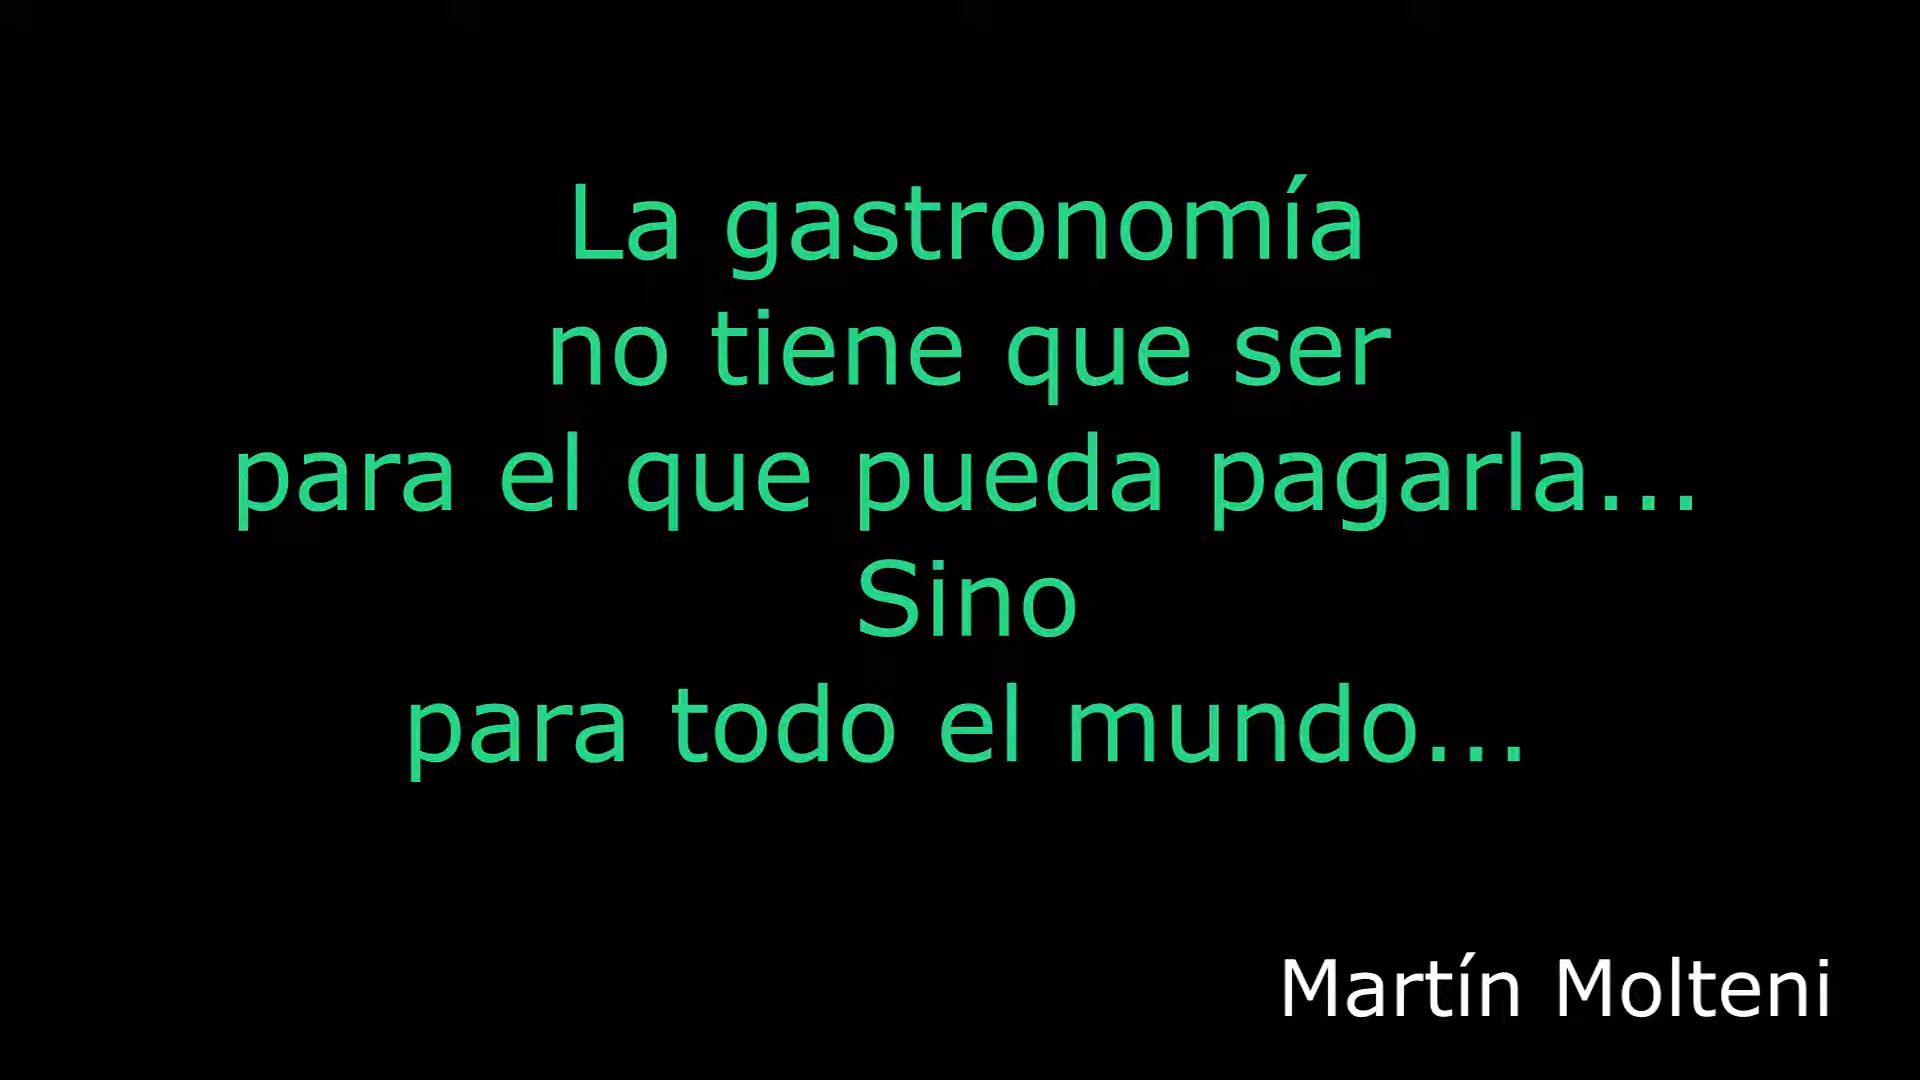 La gastronomía
no tiene que ser
para el que pueda pagarla...
Sino
para todo el mundo...
Martín Molteni